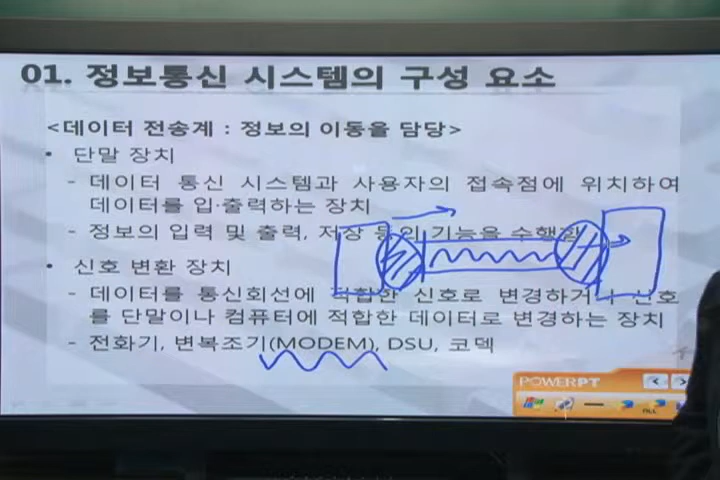 01. 정보통신 시스템의 구성 요소
<데이터 전송계 : 정보의 이동을 담당>
• 단말 장치
- 데이터 통신 시스템과 사용자의 접속점에 위치하여
데이터를 입·출력하는 장치
- 정보의 입력 및 출력, 저장 등의 기능을 수행함
• 신호 변환 장치
- 데이터를 통신회선에 적합한 신호로 변경하거나 신호
를 단말이나 컴퓨터에 적합한 데이터로 변경하는 장치
- 전화기, 변복조기(MODEM), DSU, 코덱
POWERPT
ALL